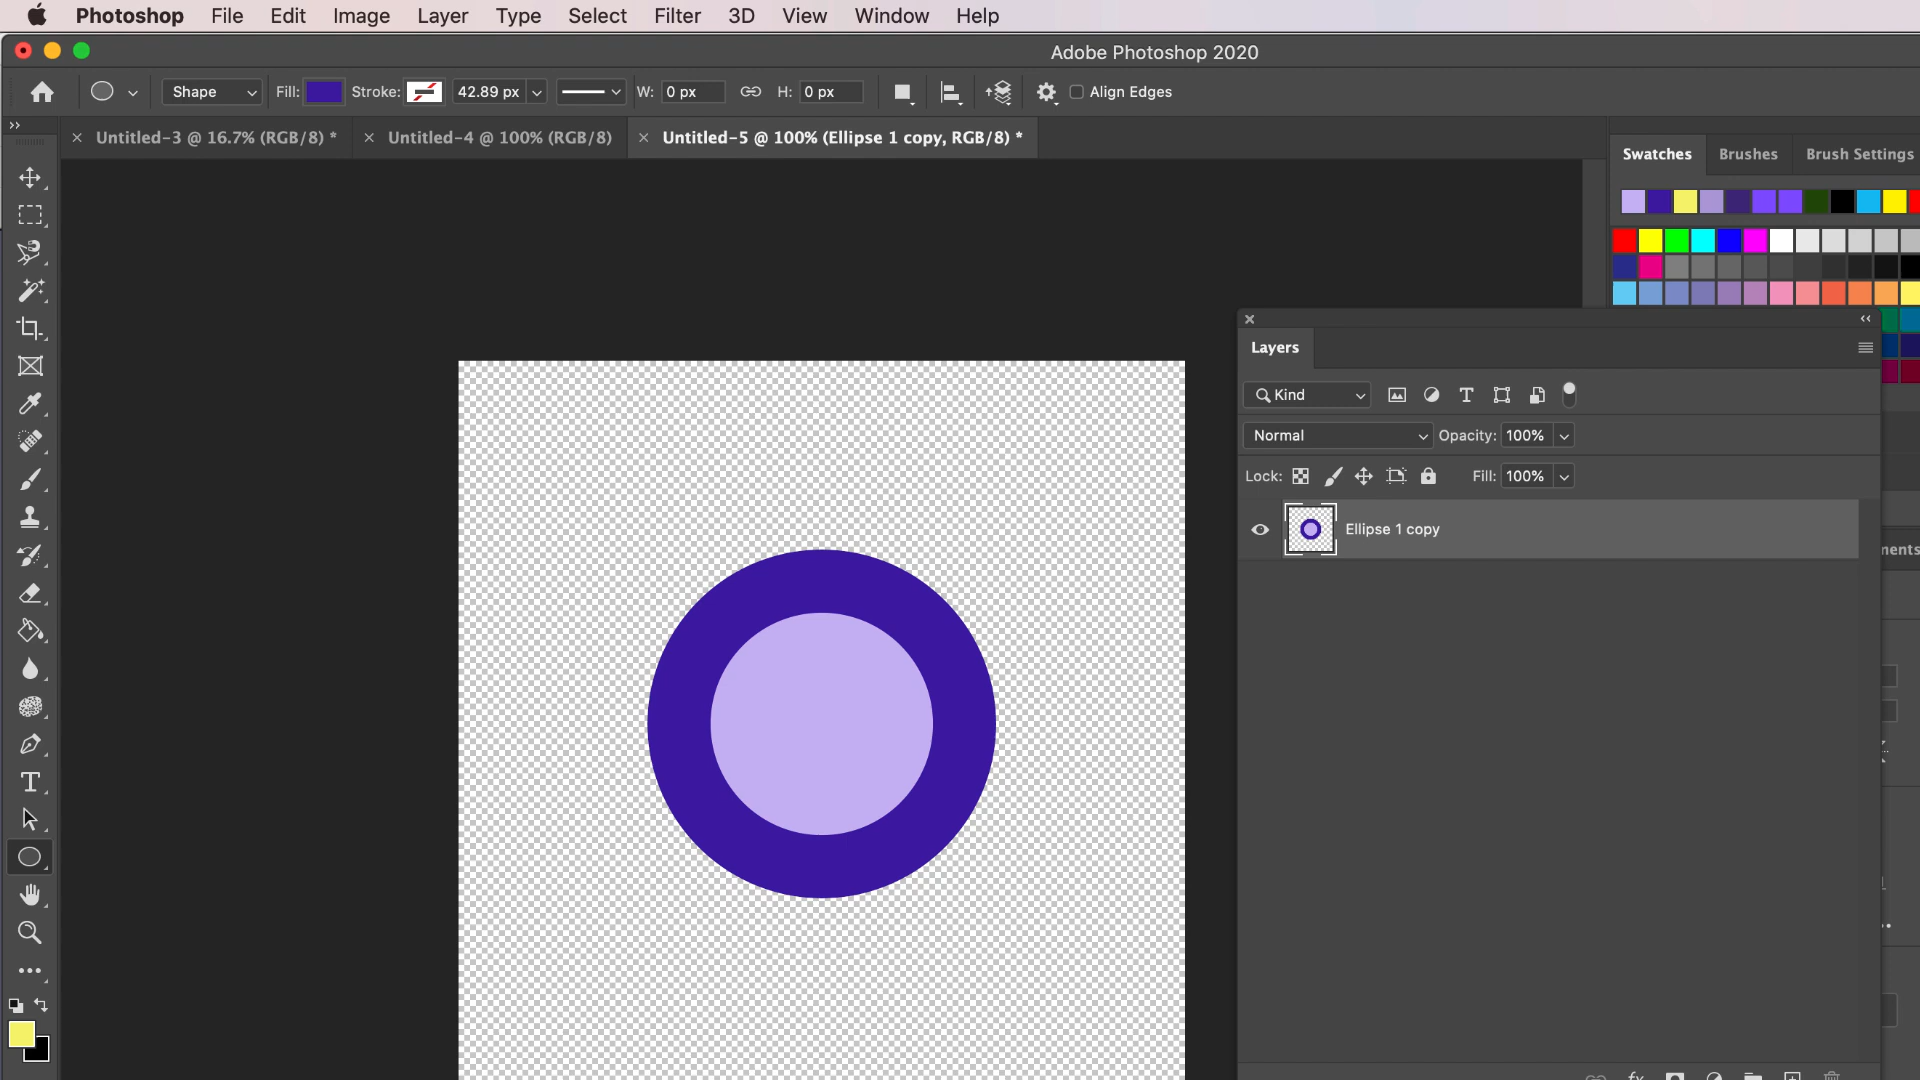 Photoshop File Edit Image Layer Type Select Filter 3D View Window Help
Adobe Photoshop 2020
Shape Fill: Stroke: 42.89 px W: 0 px H: 0 px Align Edges
Untitled-3 @ 16.7% (RGB/8) * Untitled-4 @ 100% (RGB/8) Untitled-5 @ 100% (Ellipse 1 copy, RGB/8) *
Swatches Brushes Brush Settings
Layers
Kind
Normal Opacity: 100%
Lock: Fill: 100%
Ellipse 1 copy
nents